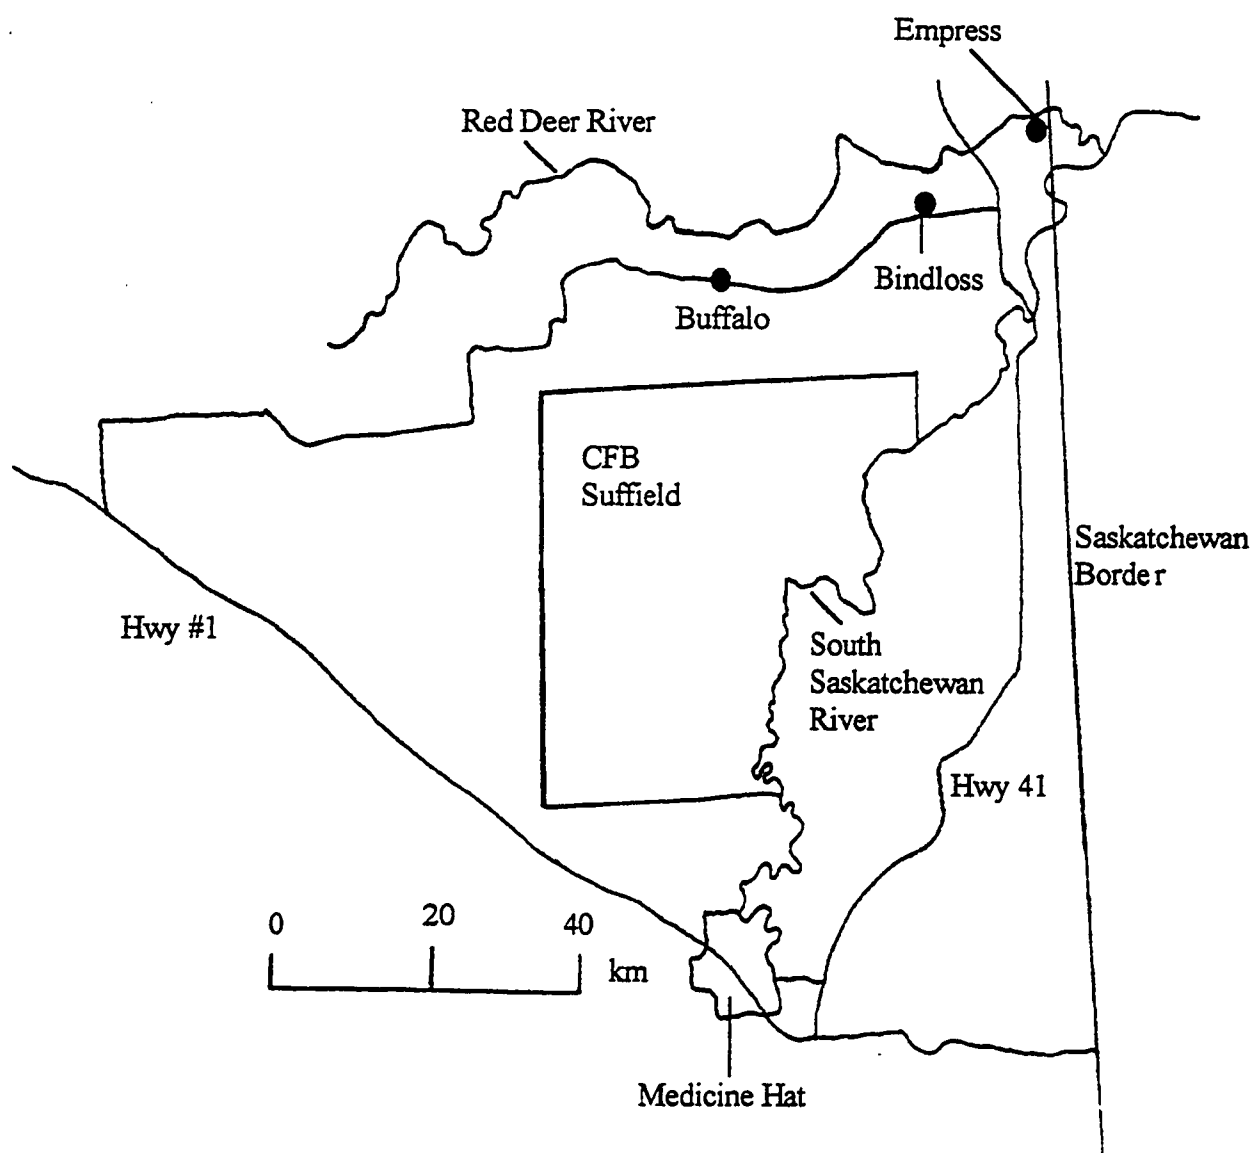 Empress
Red Deer River
Bindloss
Buffalo
CFB
Suffield
Saskatchewan
Border
Hwy #1
South
Saskatchewan
River
Hwy 41
0 20 40
km
Medicine Hat